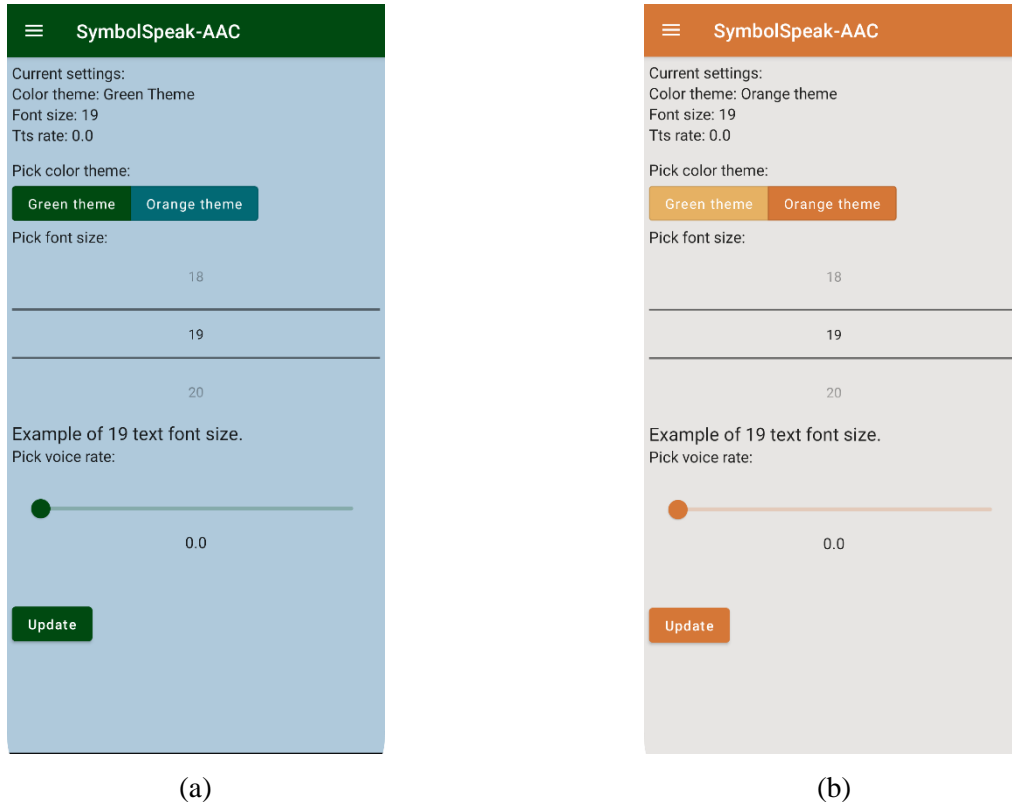 SymbolSpeak-AAC
Current settings:
Color theme: Green Theme
Font size: 19
Tts rate: 0.0
Pick color theme:
Green theme Orange theme
Pick font size:
18
19
20
Example of 19 text font size.
Pick voice rate:
0.0
Update
(a)
SymbolSpeak-AAC
Current settings:
Color theme: Orange theme
Font size: 19
Tts rate: 0.0
Pick color theme:
Green theme Orange theme
Pick font size:
18
19
20
Example of 19 text font size.
Pick voice rate:
0.0
Update
(b)